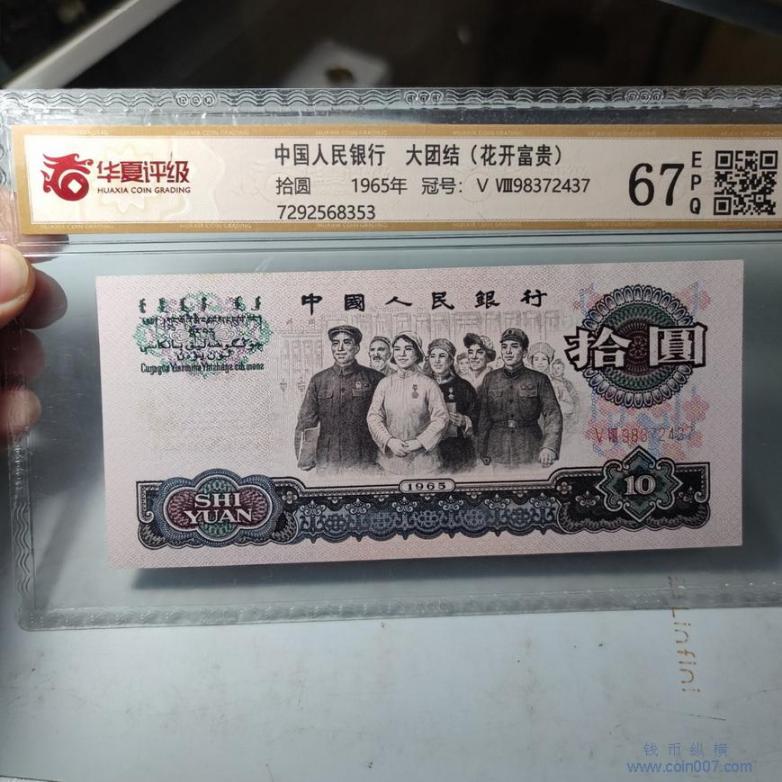 华夏评级
HUAXIA COIN GRADING
中国人民银行 大团结（花开富贵）
拾圆 1965年 冠号：V VIII98372437
7292568353
67
EPQ
中國人民銀行
拾圓
V VIII 98372437
1965
SHI
YUAN
10
钱币纵横
www.coin007.com